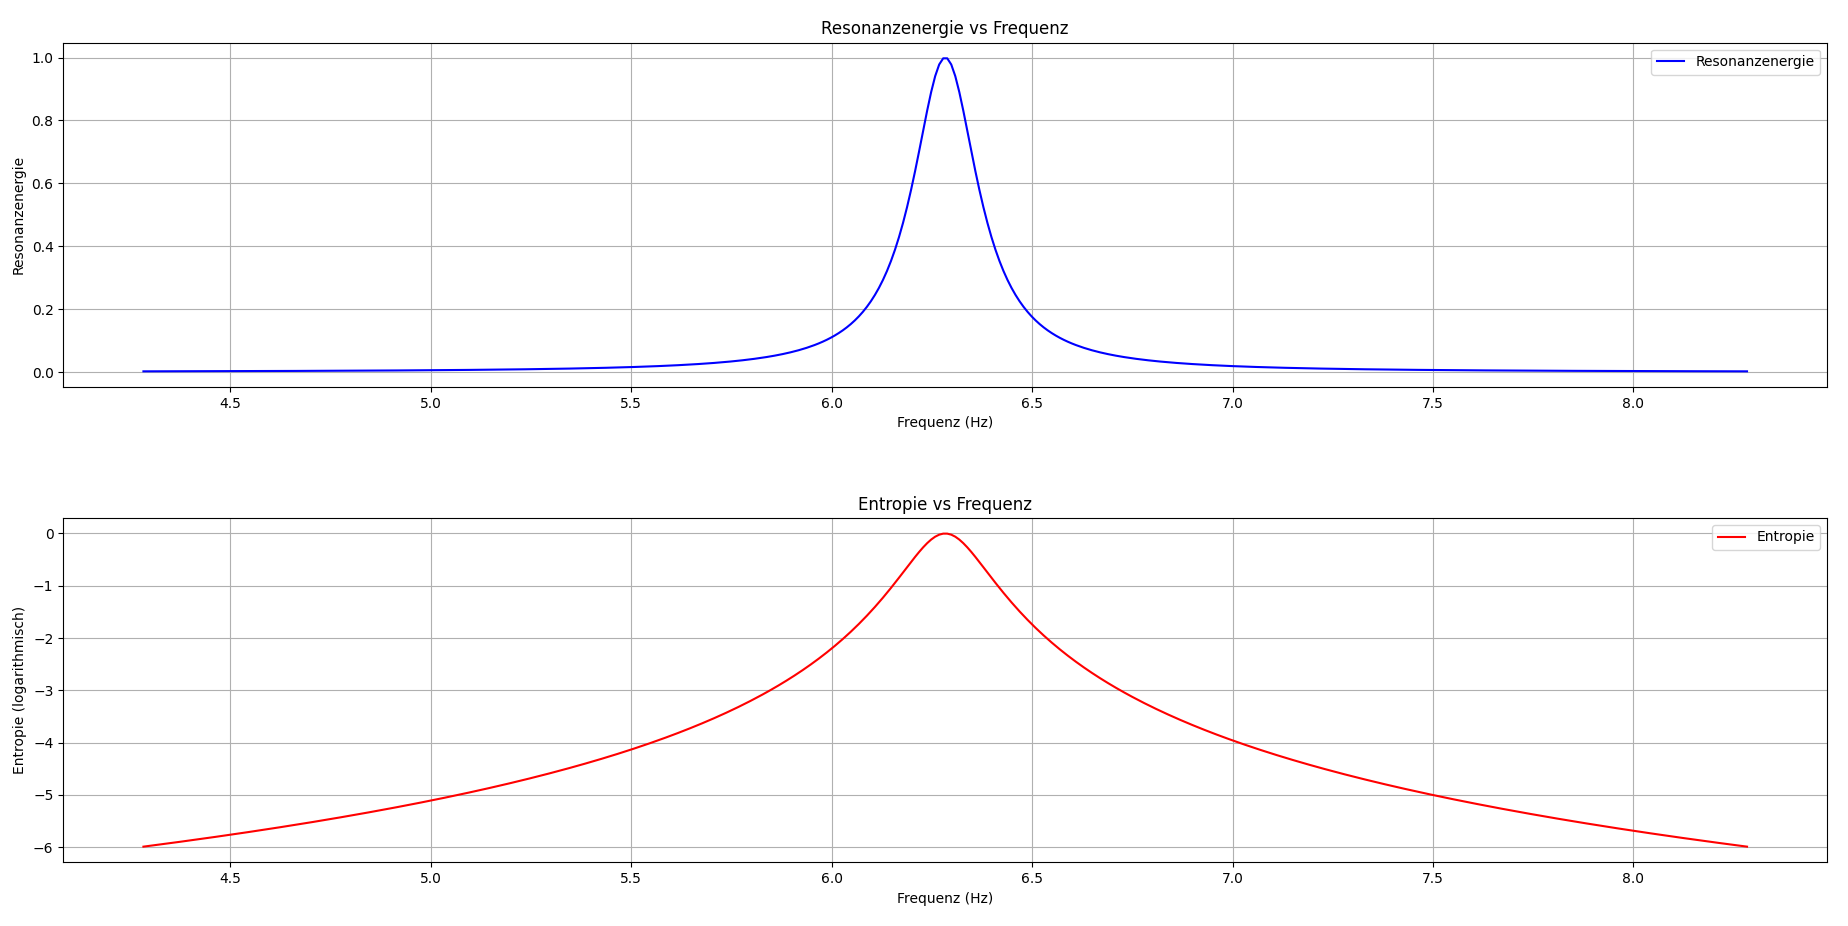 Resonanzenergie vs Frequenz
Resonanzenergie
1.0
0.8
0.6
0.4
0.2
0.0
Resonanzenergie
4.5 5.0 5.5 6.0 6.5 7.0 7.5 8.0
Frequenz (Hz)
Entropie vs Frequenz
Entropie
0
−1
−2
−3
−4
−5
−6
Entropie (logarithmisch)
4.5 5.0 5.5 6.0 6.5 7.0 7.5 8.0
Frequenz (Hz)